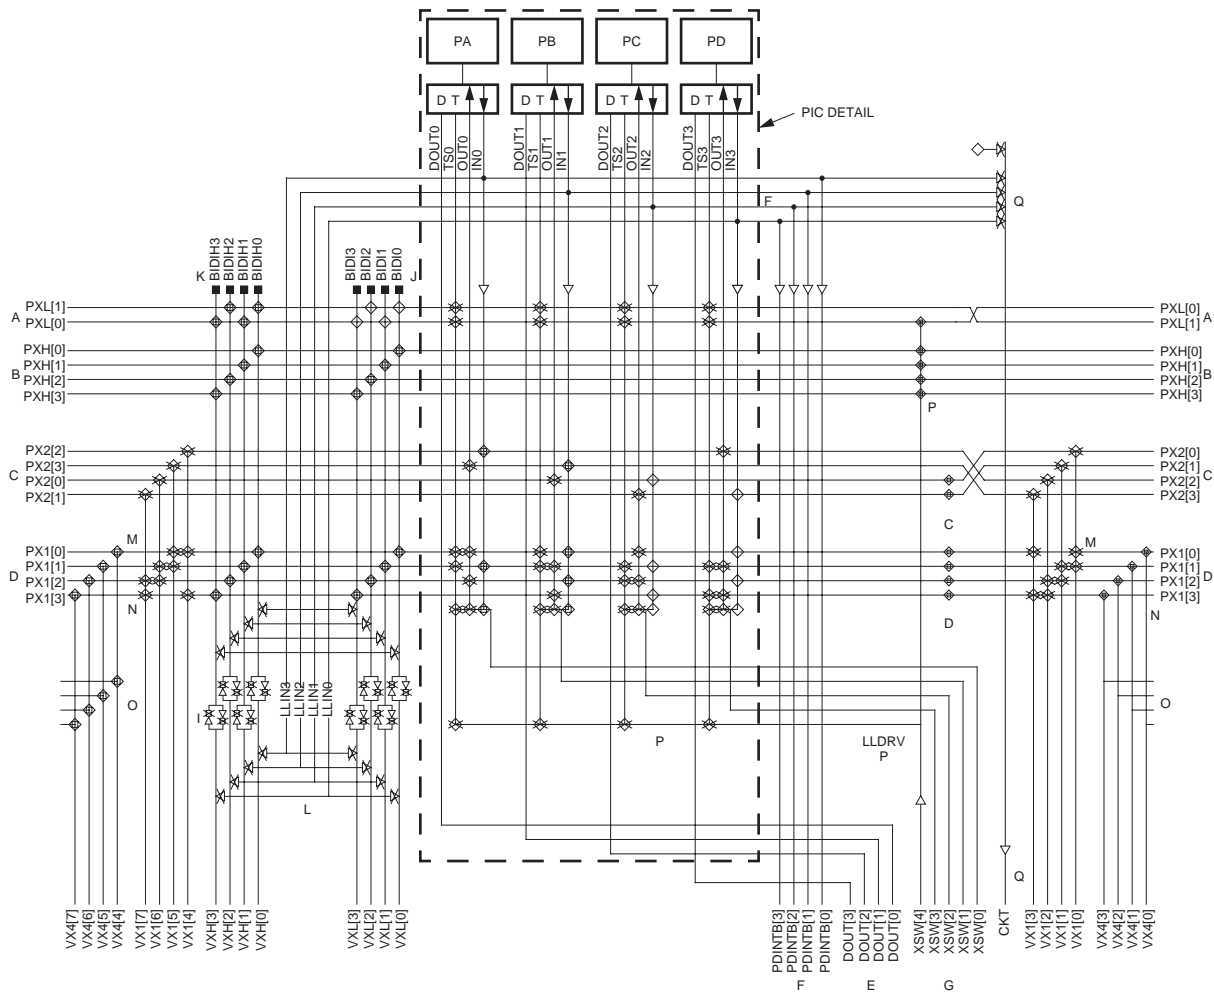 PA PB PC PD
D T D T D T D T
PIC DETAIL
DOUT0 TS0 OUT0 IN0 DOUT1 TS1 OUT1 IN1 DOUT2 TS2 OUT2 IN2 DOUT3 TS3 OUT3 IN3
F Q
K BIDIH3 BIDIH2 BIDIH1 BIDIH0 BIDI3 BIDI2 BIDI1 BIDI0 J
PXL[1] PXL[0]
A PXL[0] PXL[1] A
PXH[0] PXH[0]
PXH[1] PXH[1]
B PXH[2] PXH[2] B
PXH[3] PXH[3]
P
PX2[2] PX2[0]
PX2[3] PX2[1]
C PX2[0] PX2[2] C
PX2[1] PX2[3]
C
M M
PX1[0] PX1[0]
PX1[1] PX1[1]
D PX1[2] PX1[2] D
PX1[3] PX1[3]
N D N
O I LLIN3 LLIN2 LLIN1 LLIN0 O
P LLDRV
P
L
Q
VX4[7] VX4[6] VX4[5] VX4[4] VX1[7] VX1[6] VX1[5] VX1[4] VXH[3] VXH[2] VXH[1] VXH[0] VXL[3] VXL[2] VXL[1] VXL[0] PDINTB[3] PDINTB[2] PDINTB[1] PDINTB[0] DOUT[3] DOUT[2] DOUT[1] DOUT[0] XSW[4] XSW[3] XSW[2] XSW[1] XSW[0] CKT VX1[3] VX1[2] VX1[1] VX1[0] VX4[3] VX4[2] VX4[1] VX4[0]
F E G